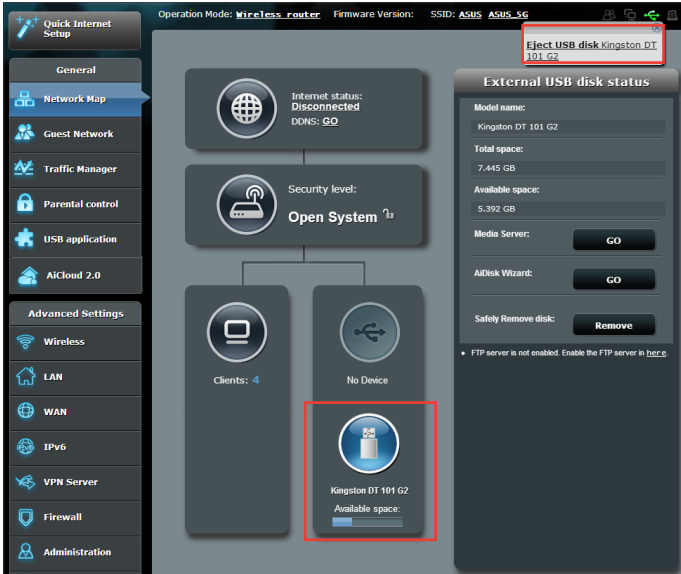 Quick Internet
Setup
Operation Mode: Wireless router Firmware Version: SSID: ASUS ASUS_5G
Eject USB disk Kingston DT
101 G2
General
Network Map
Guest Network
Traffic Manager
Parental control
USB application
AiCloud 2.0
Advanced Settings
Wireless
LAN
WAN
IPv6
VPN Server
Firewall
Administration
Internet status:
Disconnected
DDNS: GO
Security level:
Open System
Clients: 4
No Device
Kingston DT 101 G2
Available space:
External USB disk status
Model name:
Kingston DT 101 G2
Total space:
7.445 GB
Available space:
5.392 GB
Media Server: GO
AiDisk Wizard: GO
Safely Remove disk: Remove
• FTP server is not enabled. Enable the FTP server in here.